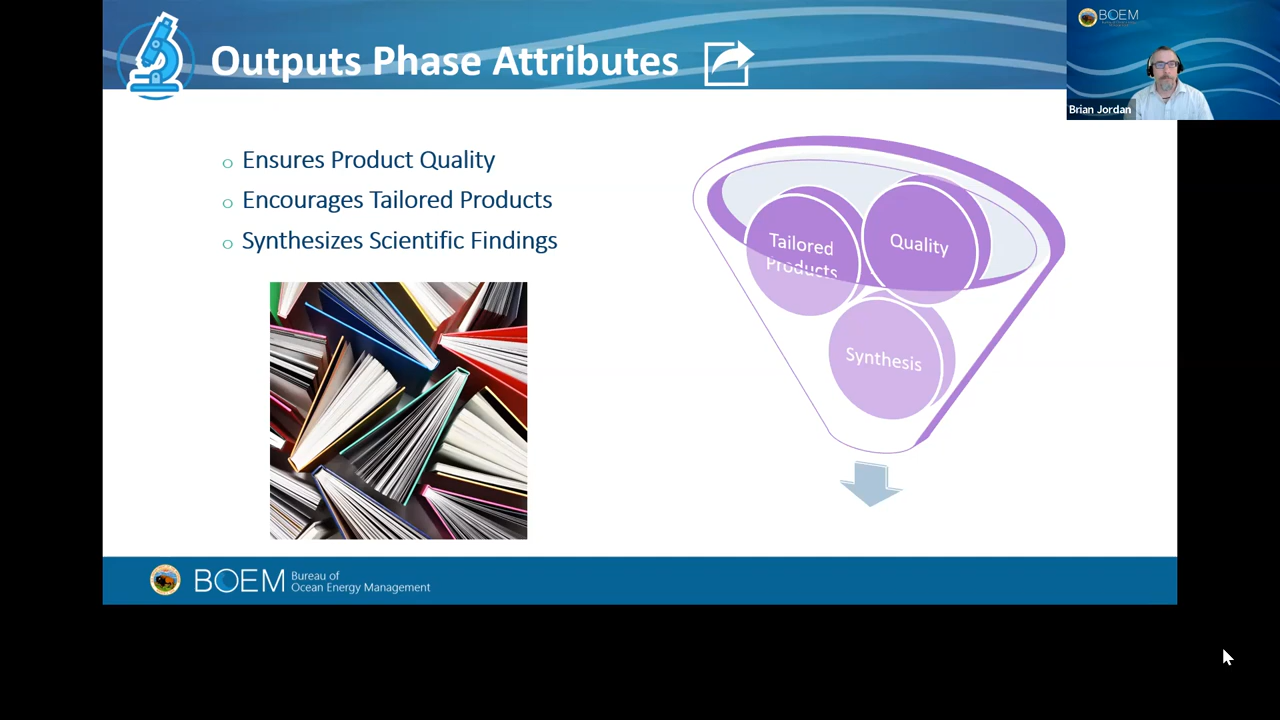 Outputs Phase Attributes
BOEM
Brian Jordan
Ensures Product Quality
Encourages Tailored Products
Synthesizes Scientific Findings
Tailored
Products
Quality
Synthesis
BOEM
Bureau of
Ocean Energy Management